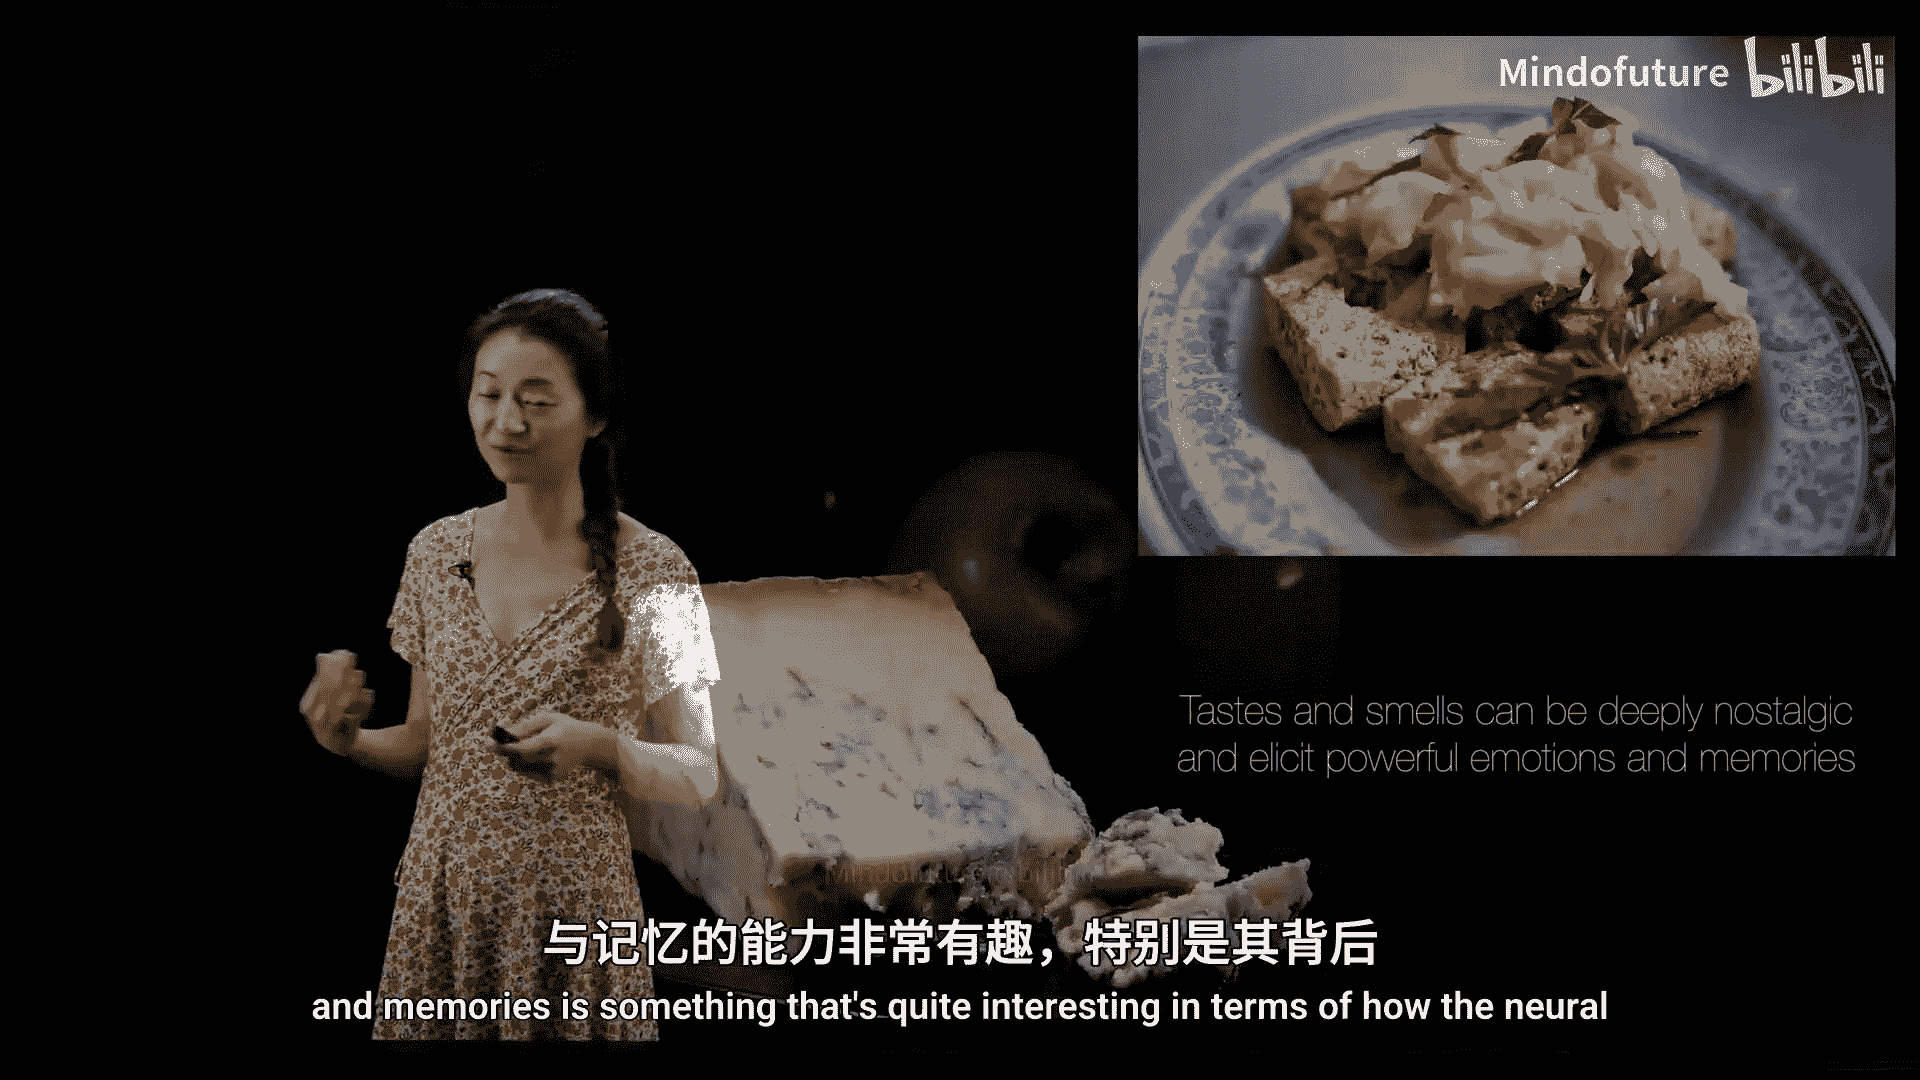 Mindofuture bilibili
Tastes and smells can be deeply nostalgic
and elicit powerful emotions and memories
与记忆的能力非常有趣，特别是其背后
and memories is something that's quite interesting in terms of how the neural